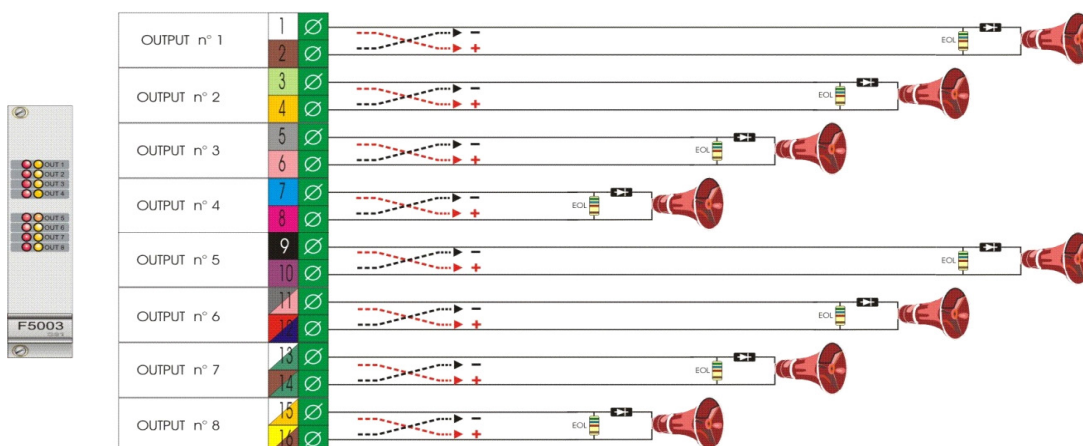 OUT 1
OUT 2
OUT 3
OUT 4
OUT 5
OUT 6
OUT 7
OUT 8
F5003
OUTPUT n° 1
1
2
− 
+
EOL
OUTPUT n° 2
3
4
−
+
EOL
OUTPUT n° 3
5
6
−
+
EOL
OUTPUT n° 4
7
8
−
+
EOL
OUTPUT n° 5
9
10
−
+
EOL
OUTPUT n° 6
11
12
−
+
EOL
OUTPUT n° 7
13
14
−
+
EOL
OUTPUT n° 8
15
16
−
+
EOL